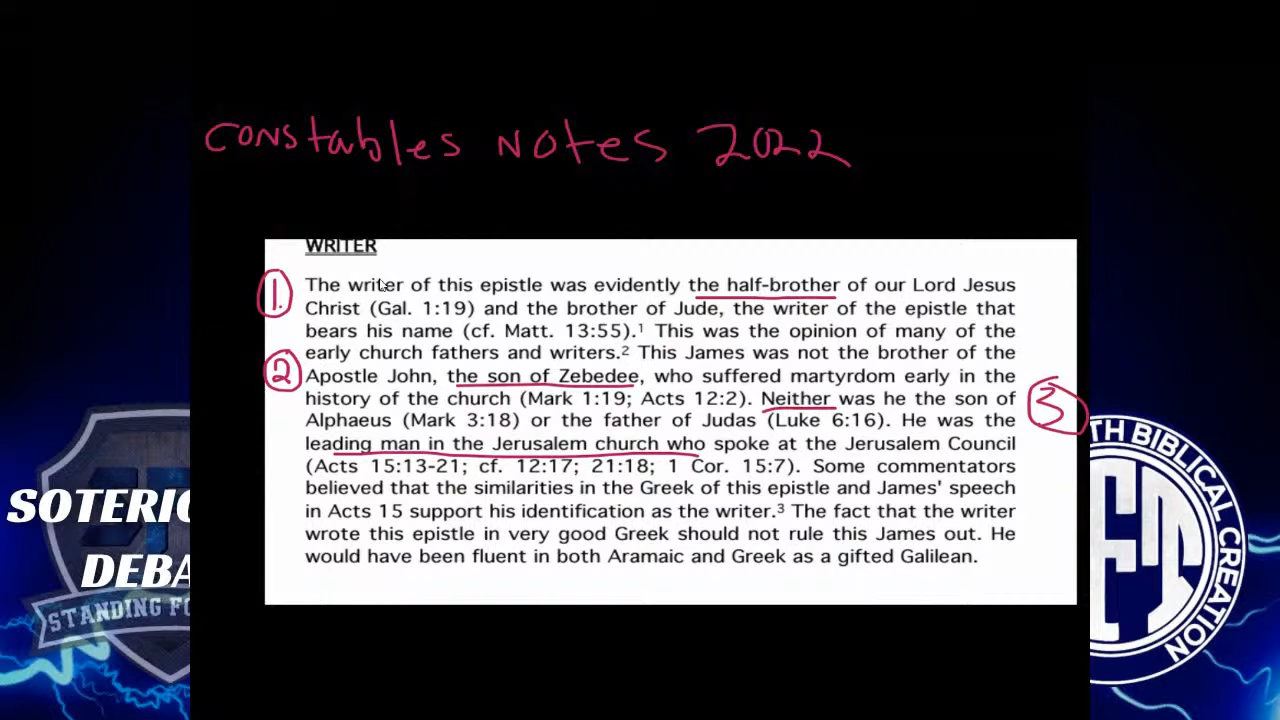 constables notes 2022
WRITER
1.
The writer of this epistle was evidently the half-brother of our Lord Jesus
Christ (Gal. 1:19) and the brother of Jude, the writer of the epistle that
bears his name (cf. Matt. 13:55).¹ This was the opinion of many of the
early church fathers and writers.² This James was not the brother of the
2
Apostle John, the son of Zebedee, who suffered martyrdom early in the
history of the church (Mark 1:19; Acts 12:2). Neither was he the son of
3
Alphaeus (Mark 3:18) or the father of Judas (Luke 6:16). He was the
leading man in the Jerusalem church who spoke at the Jerusalem Council
(Acts 15:13-21; cf. 12:17; 21:18; 1 Cor. 15:7). Some commentators
believed that the similarities in the Greek of this epistle and James' speech
in Acts 15 support his identification as the writer.³ The fact that the writer
wrote this epistle in very good Greek should not rule this James out. He
would have been fluent in both Aramaic and Greek as a gifted Galilean.
SOTERIO
DEBA
STANDING FO
TH BIBLICAL CREATION
FT